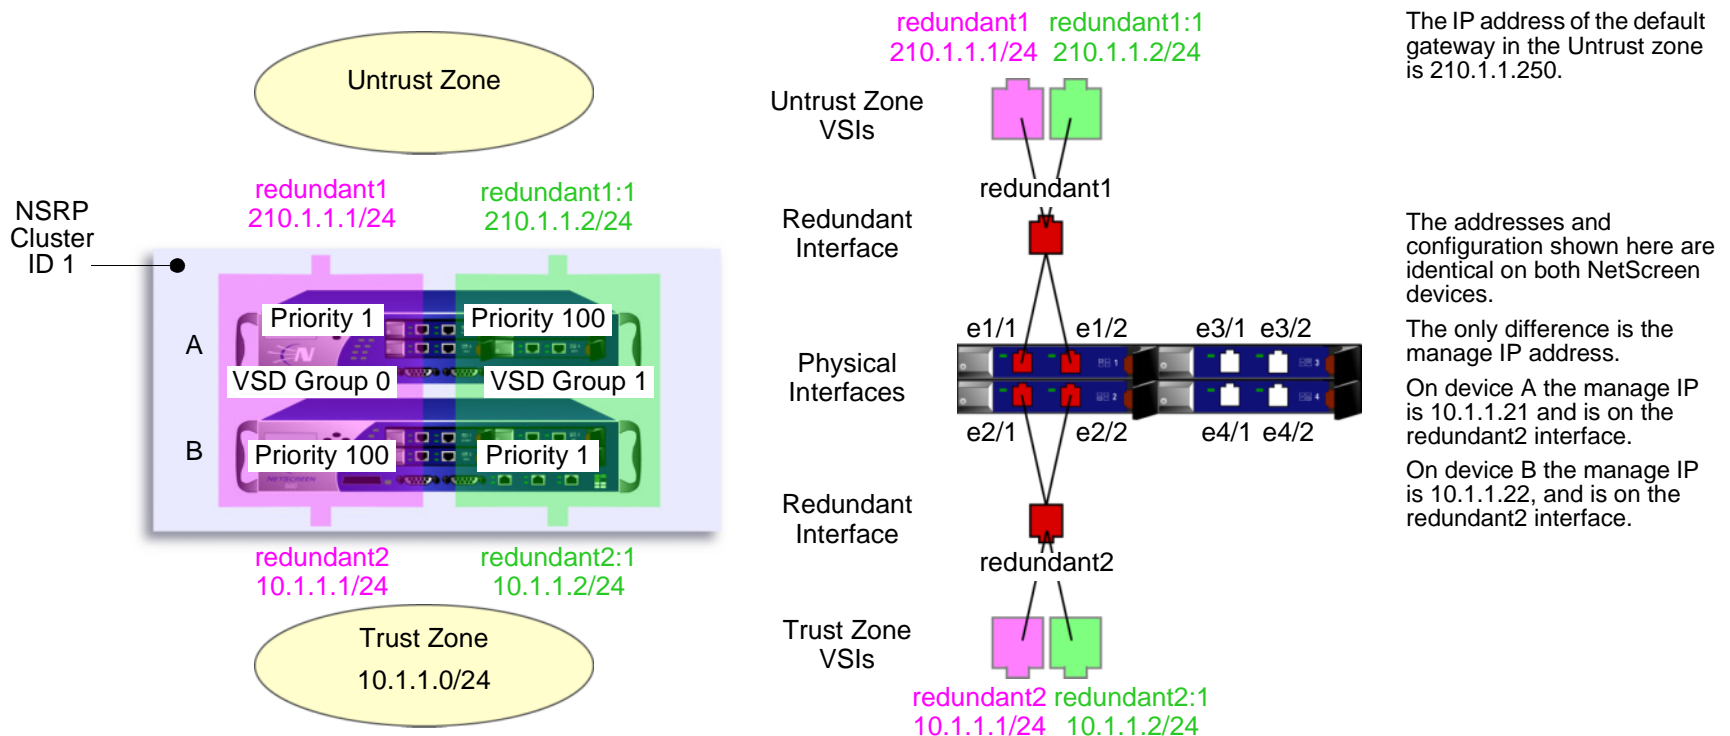 Untrust Zone
redundant1
210.1.1.1/24
redundant1:1
210.1.1.2/24
NSRP
Cluster
ID 1
A
Priority 1
Priority 100
VSD Group 0
VSD Group 1
B
Priority 100
Priority 1
NETSCREEN
redundant2
10.1.1.1/24
redundant2:1
10.1.1.2/24
Trust Zone
10.1.1.0/24
redundant1
210.1.1.1/24
redundant1:1
210.1.1.2/24
Untrust Zone
VSIs
redundant1
Redundant
Interface
e1/1
e1/2
e3/1
e3/2
Physical
Interfaces
1
2
3
4
e2/1
e2/2
e4/1
e4/2
Redundant
Interface
redundant2
Trust Zone
VSIs
redundant2
10.1.1.1/24
redundant2:1
10.1.1.2/24
The IP address of the default
gateway in the Untrust zone
is 210.1.1.250.
The addresses and
configuration shown here are
identical on both NetScreen
devices.
The only difference is the
manage IP address.
On device A the manage IP
is 10.1.1.21 and is on the
redundant2 interface.
On device B the manage IP
is 10.1.1.22, and is on the
redundant2 interface.